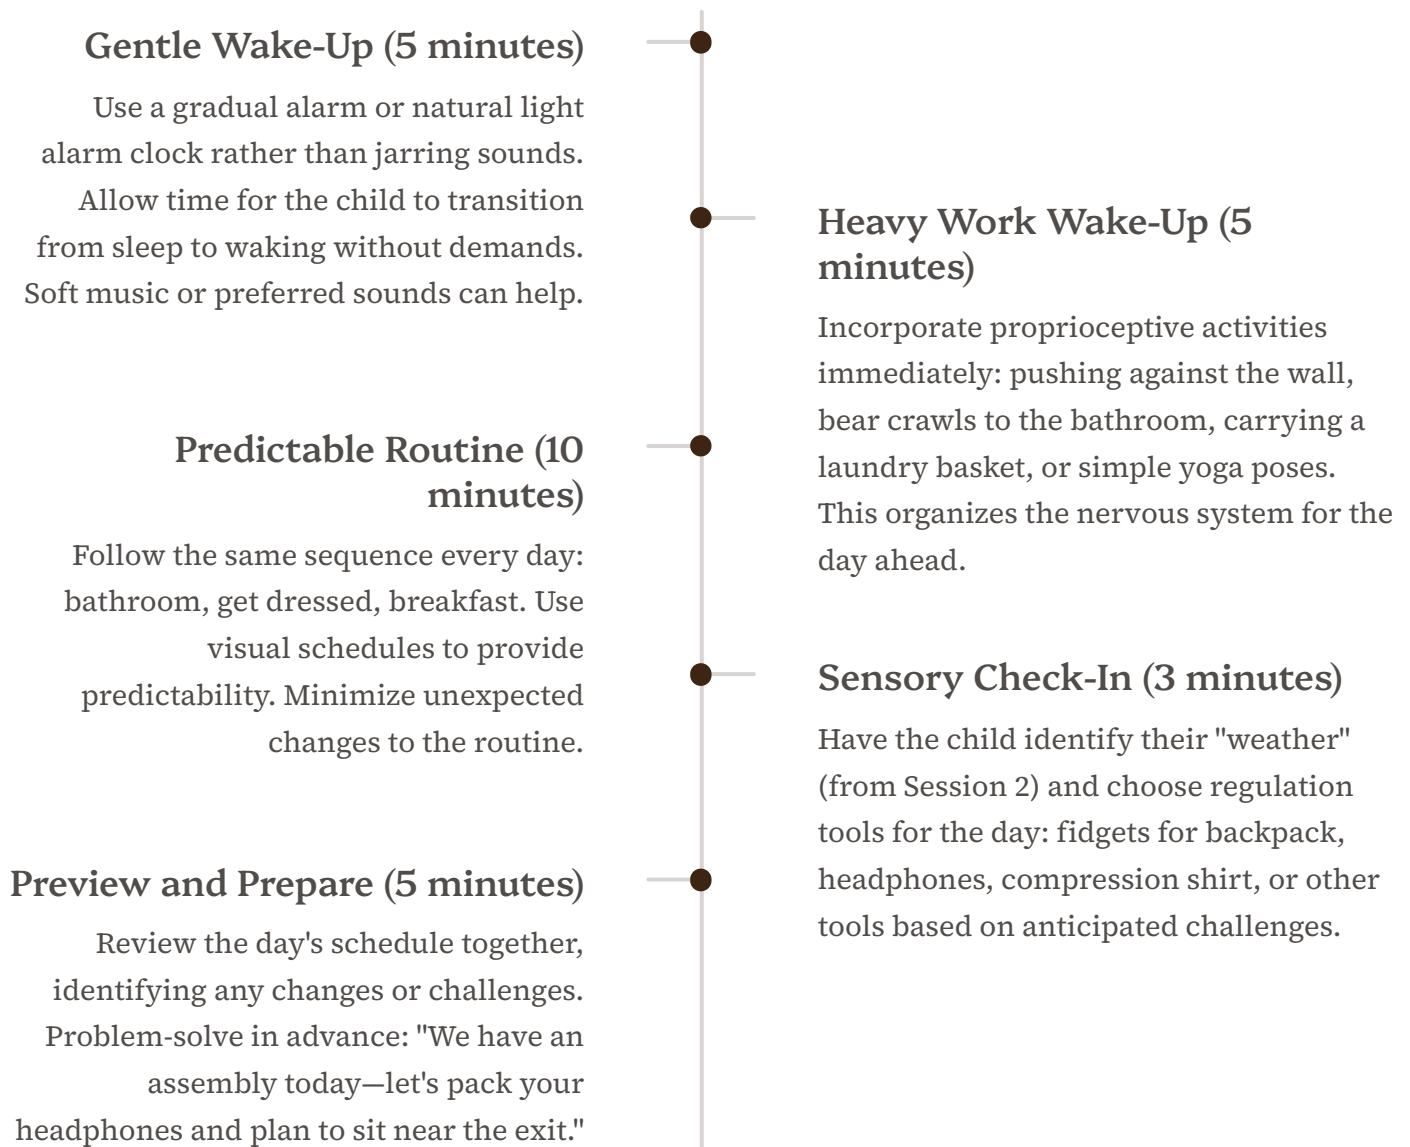 Gentle Wake-Up (5 minutes)
Use a gradual alarm or natural light
alarm clock rather than jarring sounds.
Allow time for the child to transition
from sleep to waking without demands.
Soft music or preferred sounds can help.
Heavy Work Wake-Up (5
minutes)
Incorporate proprioceptive activities
immediately: pushing against the wall,
bear crawls to the bathroom, carrying a
laundry basket, or simple yoga poses.
This organizes the nervous system for the
day ahead.
Predictable Routine (10
minutes)
Follow the same sequence every day:
bathroom, get dressed, breakfast. Use
visual schedules to provide
predictability. Minimize unexpected
changes to the routine.
Sensory Check-In (3 minutes)
Have the child identify their "weather"
(from Session 2) and choose regulation
tools for the day: fidgets for backpack,
headphones, compression shirt, or other
tools based on anticipated challenges.
Preview and Prepare (5 minutes)
Review the day's schedule together,
identifying any changes or challenges.
Problem-solve in advance: "We have an
assembly today—let's pack your
headphones and plan to sit near the exit."